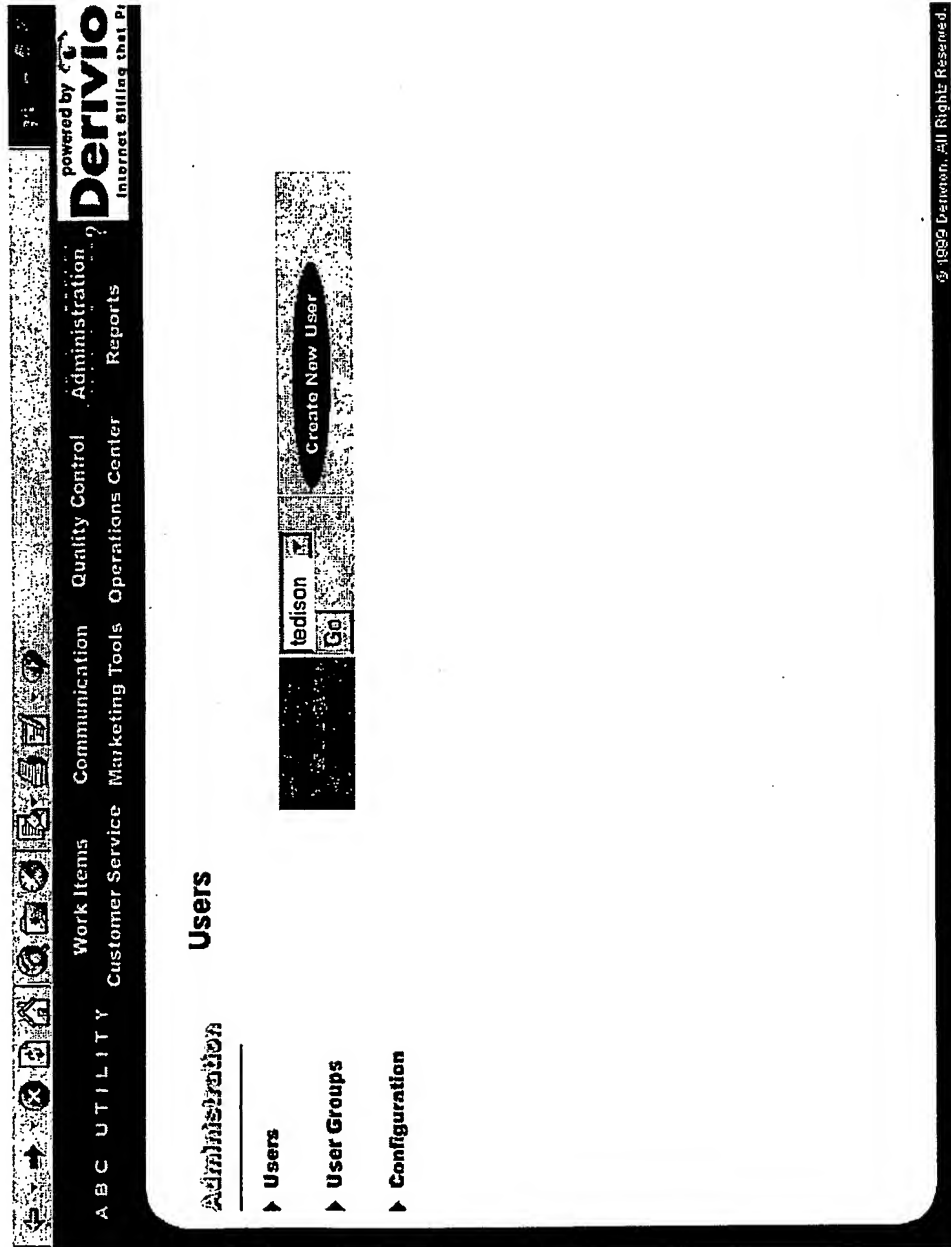 powered by
Derivio
Internet Billing that P
A B C U T I L I T Y
Work Items Communication Quality Control Administration ?
Customer Service Marketing Tools Operations Center Reports
Administration
Users
User Groups
Configuration
Users
tedison
Go
Create New User
© 1999 Derivion. All Rights Reserved.